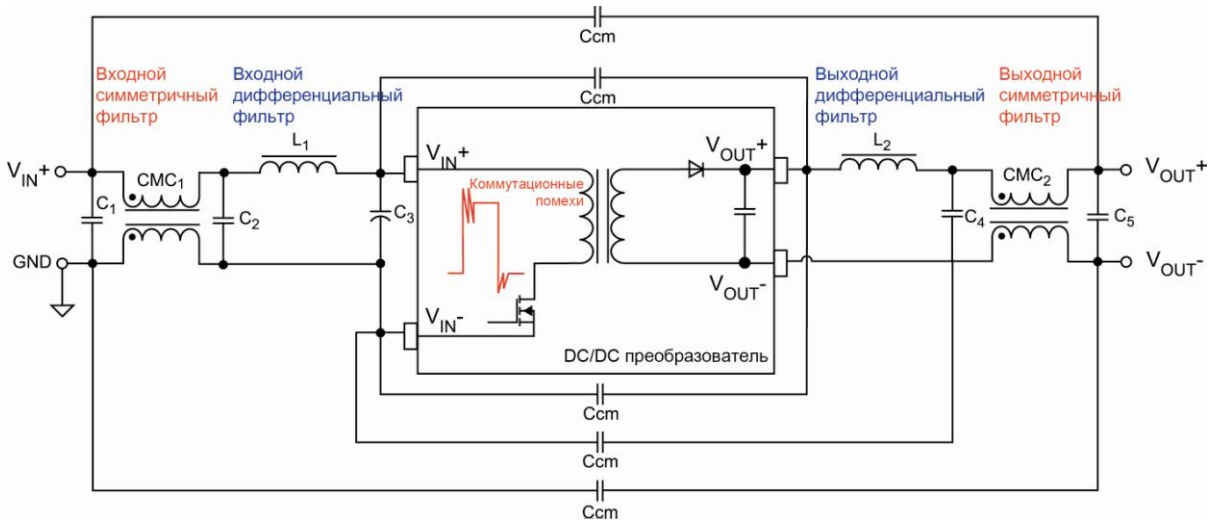 Ccm
Ccm
Входной
симметричный
фильтр
Входной
дифференциальный
фильтр
Выходной
дифференциальный
фильтр
Выходной
симметричный
фильтр
L1
L2
VIN+
CMC1
VIN+
VOUT+
CMC2
VOUT+
Коммутационные
помехи
C1
C2
C3
C4
C5
GND
VOUT-
VOUT-
VIN-
DC/DC преобразователь
Ccm
Ccm
Ccm